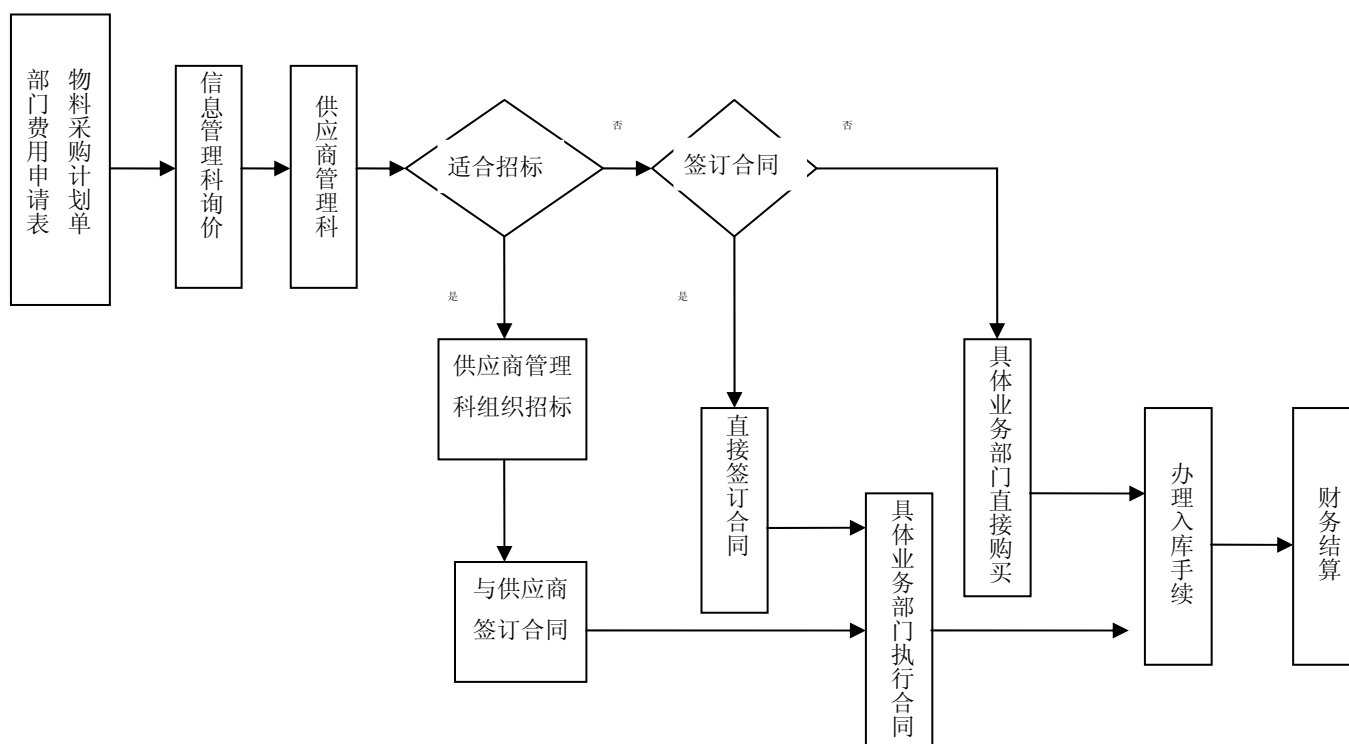 物料采购计划单
部门费用申请表
信息管理科询价
供应商管理科
适合招标
否
签订合同
否
是
是
供应商管理
科组织招标
与供应商
签订合同
直接签订合同
具体业务部门执行合同
具体业务部门直接购买
办理入库手续
财务结算